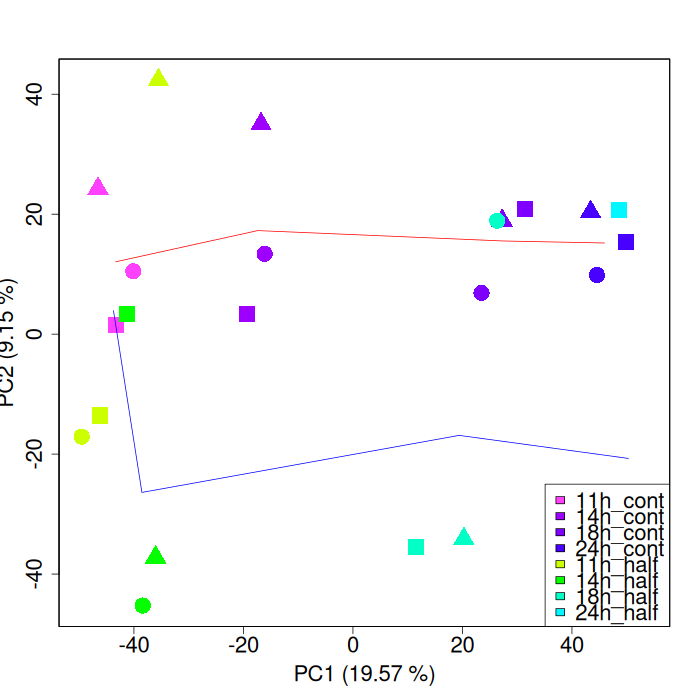 40
20
0
-20
-40
PC2 (9.15 %)
-40
-20
0
20
40
PC1 (19.57 %)
11h_cont
14h_cont
18h_cont
24h_cont
11h_half
14h_half
18h_half
24h_half